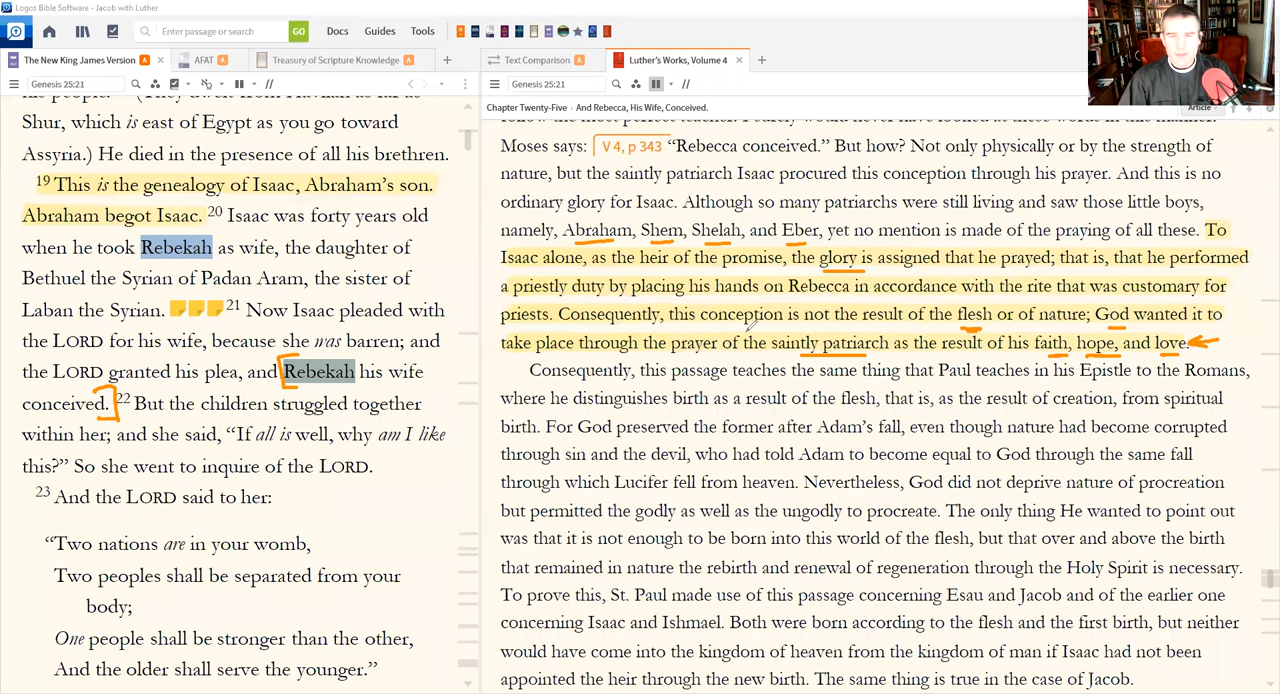 Logos Bible Software - Jacob with Luther
Enter passage or search
GO
Docs
Guides
Tools
The New King James Version A
AFAT A
Treasury of Scripture Knowledge A
Text Comparison A
Luther's Works, Volume 4
Genesis 25:21
Genesis 25:21
Chapter Twenty-Five › And Rebecca, His Wife, Conceived.
Article
Shur, which is east of Egypt as you go toward
Assyria.) He died in the presence of all his brethren.
19 This is the genealogy of Isaac, Abraham's son.
Abraham begot Isaac. 20 Isaac was forty years old
when he took Rebekah as wife, the daughter of
Bethuel the Syrian of Padan Aram, the sister of
Laban the Syrian. 21 Now Isaac pleaded with
the LORD for his wife, because she was barren; and
the LORD granted his plea, and Rebekah his wife
conceived. 22 But the children struggled together
within her; and she said, “If all is well, why am I like
this?” So she went to inquire of the LORD.
23 And the LORD said to her:
“Two nations are in your womb,
Two peoples shall be separated from your
body;
One people shall be stronger than the other,
And the older shall serve the younger.”
Moses says: V 4, p 343 “Rebecca conceived.” But how? Not only physically or by the strength of
nature, but the saintly patriarch Isaac procured this conception through his prayer. And this is no
ordinary glory for Isaac. Although so many patriarchs were still living and saw those little boys,
namely, Abraham, Shem, Shelah, and Eber, yet no mention is made of the praying of all these. To
Isaac alone, as the heir of the promise, the glory is assigned that he prayed; that is, that he performed
a priestly duty by placing his hands on Rebecca in accordance with the rite that was customary for
priests. Consequently, this conception is not the result of the flesh or of nature; God wanted it to
take place through the prayer of the saintly patriarch as the result of his faith, hope, and love.
Consequently, this passage teaches the same thing that Paul teaches in his Epistle to the Romans,
where he distinguishes birth as a result of the flesh, that is, as the result of creation, from spiritual
birth. For God preserved the former after Adam's fall, even though nature had become corrupted
through sin and the devil, who had told Adam to become equal to God through the same fall
through which Lucifer fell from heaven. Nevertheless, God did not deprive nature of procreation
but permitted the godly as well as the ungodly to procreate. The only thing He wanted to point out
was that it is not enough to be born into this world of the flesh, but that over and above the birth
that remained in nature the rebirth and renewal of regeneration through the Holy Spirit is necessary.
To prove this, St. Paul made use of this passage concerning Esau and Jacob and of the earlier one
concerning Isaac and Ishmael. Both were born according to the flesh and the first birth, but neither
would have come into the kingdom of heaven from the kingdom of man if Isaac had not been
appointed the heir through the new birth. The same thing is true in the case of Jacob.